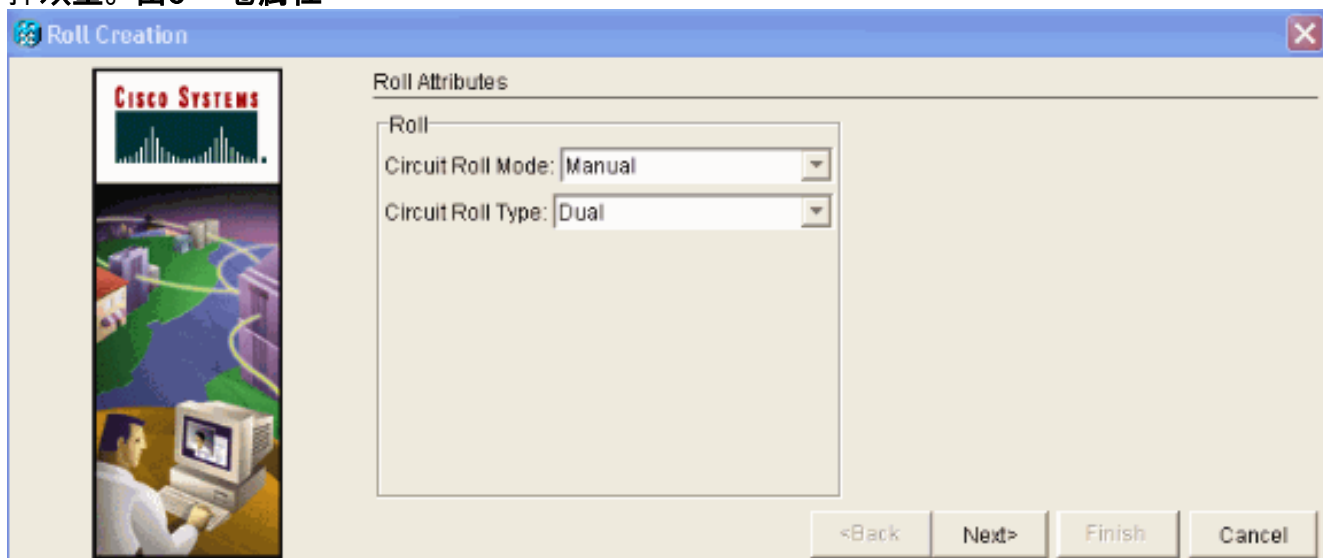 Roll Creation
CISCO SYSTEMS
Roll Attributes
Roll
Circuit Roll Mode: Manual
Circuit Roll Type: Dual
<Back
Next>
Finish
Cancel